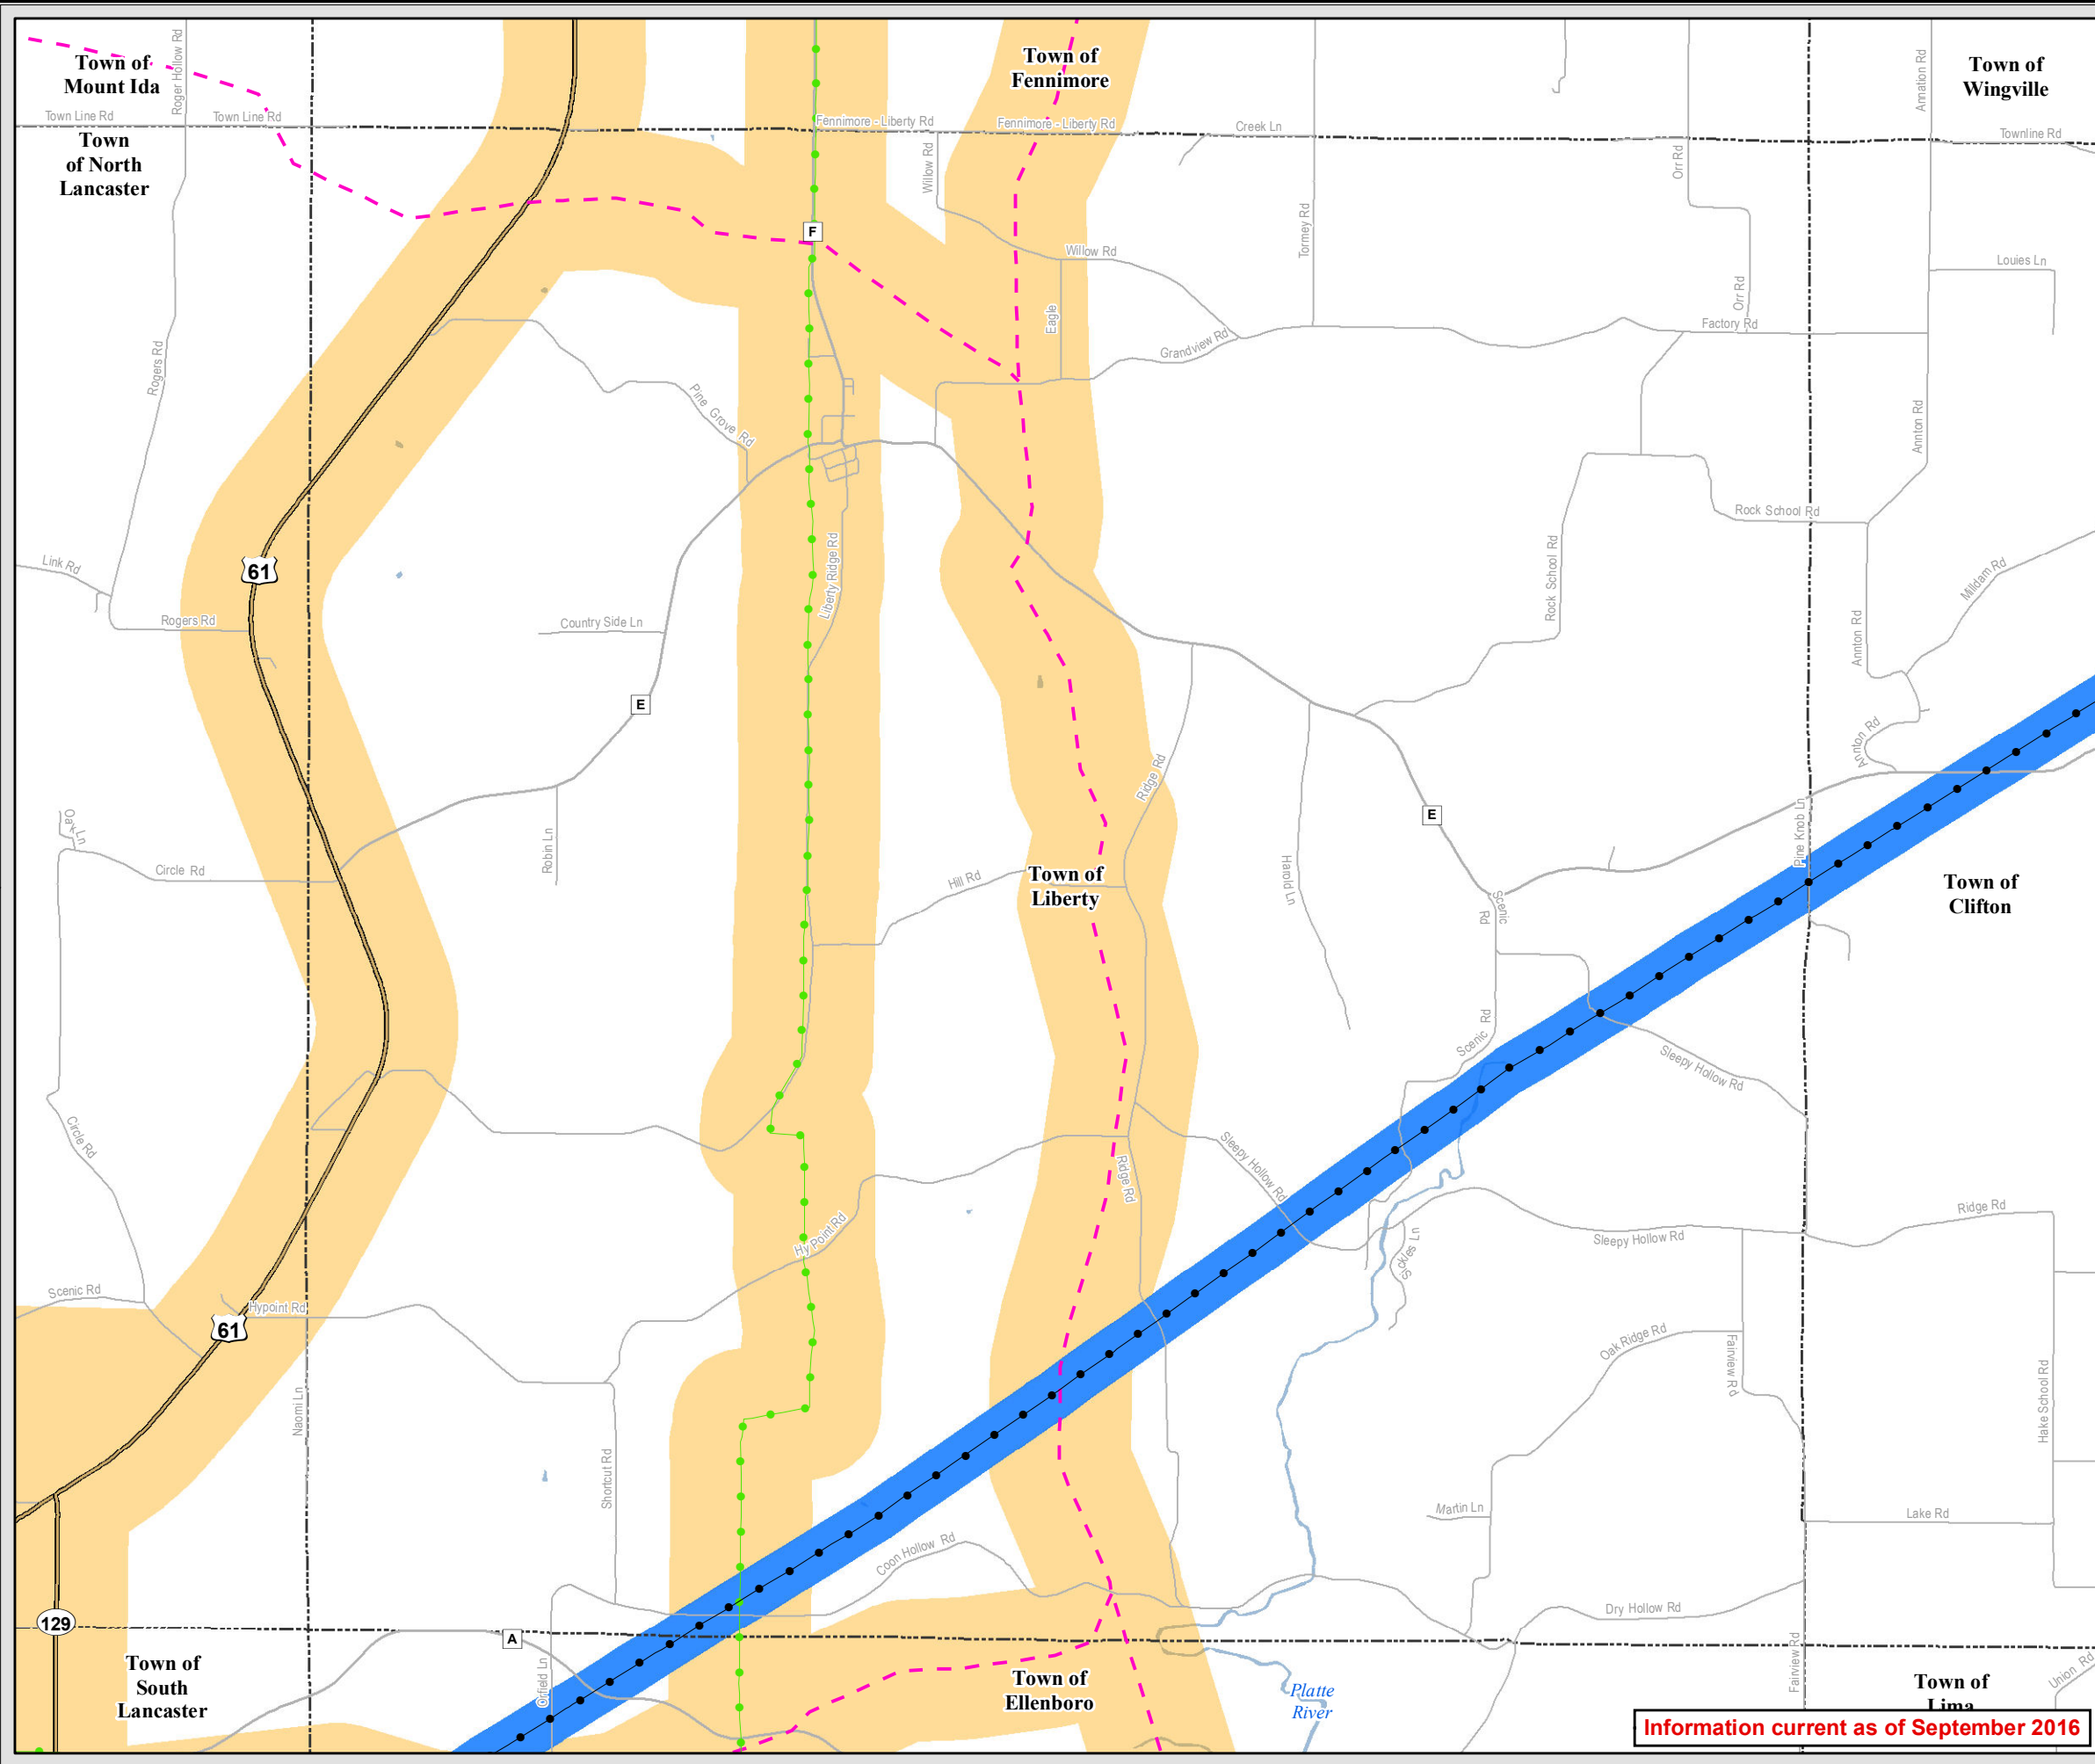 Town of
Mount Ida
Roger Hollow Rd
Town of
Fennimore
Annation Rd
Town of
Wingville
Town Line Rd
Town Line Rd
Fennimore - Liberty Rd
Fennimore - Liberty Rd
Creek Ln
Townline Rd
Town
of North
Lancaster
Willow Rd
Orr Rd
F
Tormey Rd
Willow Rd
Louies Ln
Orr Rd
Eagle
Factory Rd
Grandview Rd
Rogers Rd
Pine Grove Rd
Annton Rd
Rock School Rd
Link Rd
61
Liberty Ridge Rd
Rock School Rd
Milldam Rd
Rogers Rd
Country Side Ln
Annton Rd
E
Annton Rd
Ridge Rd
Oak Ln
E
Pine Knob Ln
Robin Ln
Circle Rd
Hill Rd
Town of
Liberty
Harold Ln
Scenic
Rd
Town of
Clifton
Scenic Rd
Sleepy Hollow Rd
Circle Rd
Sleepy Hollow Rd
Ridge Rd
Hy Point Rd
Ridge Rd
Sleepy Hollow Rd
Sickles Ln
Scenic Rd
Hypoint Rd
61
Oak Ridge Rd
Fairview Rd
Naomi Ln
Hake School Rd
Shortcut Rd
Martin Ln
Lake Rd
Coon Hollow Rd
129
Dry Hollow Rd
A
Fairview Rd
Town of
South
Lancaster
Orfield Ln
Town of
Ellenboro
Platte
River
Town of
Lima
Union Rd
Information current as of September 2016